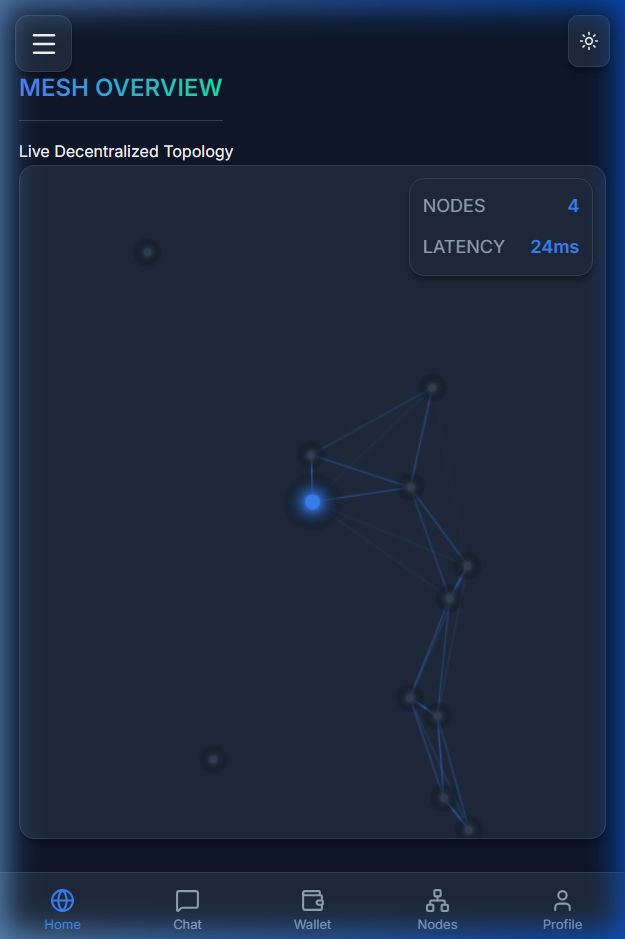 MESH OVERVIEW
Live Decentralized Topology
NODES 4
LATENCY 24ms
Home Chat Wallet Nodes Profile